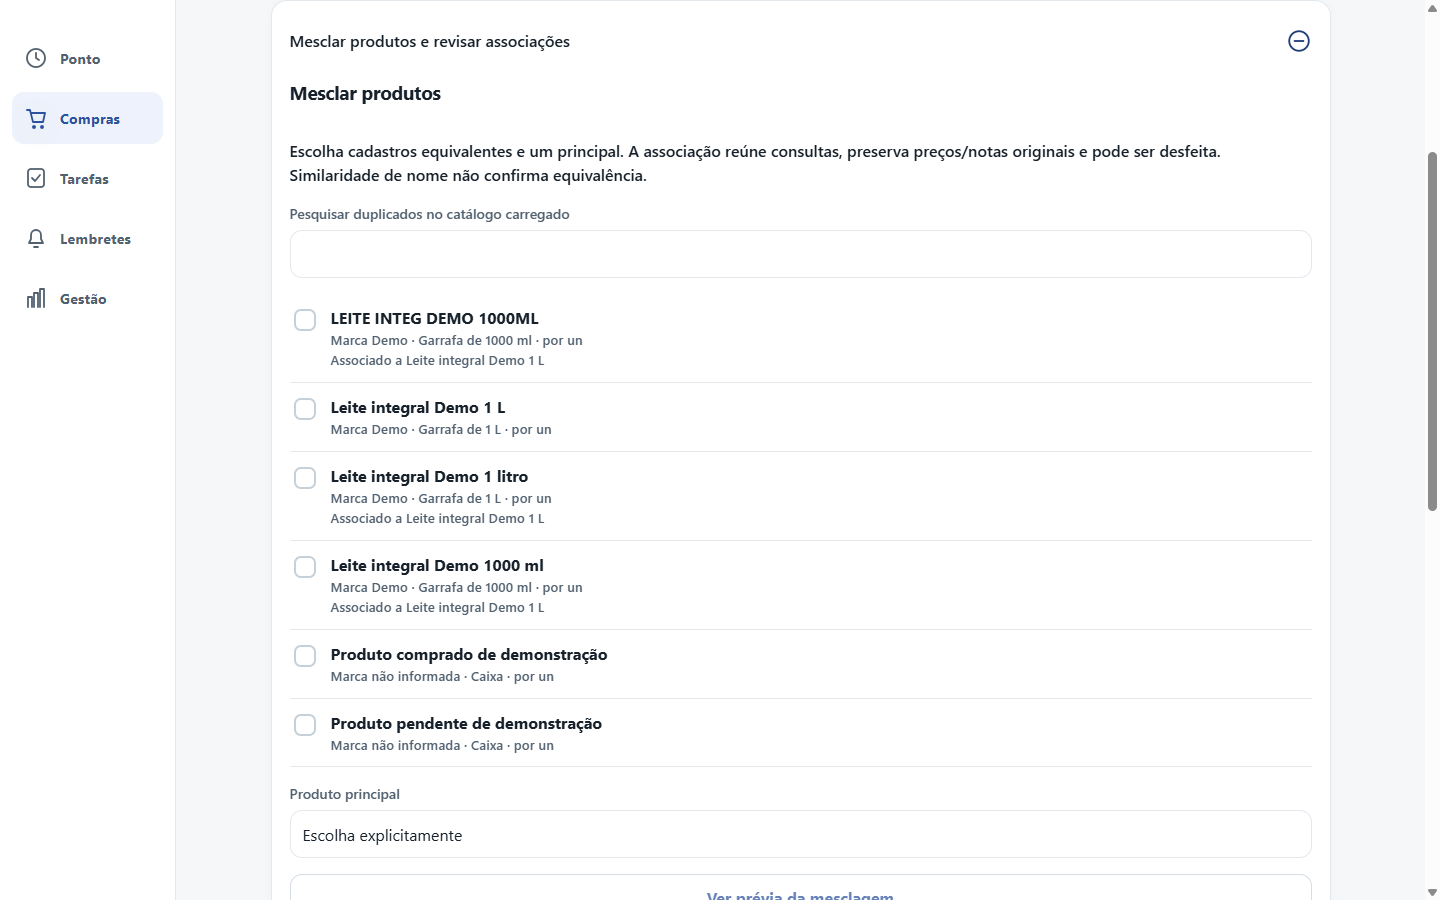 Ponto
Compras
Tarefas
Lembretes
Gestão
Mesclar produtos e revisar associações
Mesclar produtos
Escolha cadastros equivalentes e um principal. A associação reúne consultas, preserva preços/notas originais e pode ser desfeita.
Similaridade de nome não confirma equivalência.
Pesquisar duplicados no catálogo carregado
LEITE INTEG DEMO 1000ML
Marca Demo · Garrafa de 1000 ml · por un
Associado a Leite integral Demo 1 L
Leite integral Demo 1 L
Marca Demo · Garrafa de 1 L · por un
Leite integral Demo 1 litro
Marca Demo · Garrafa de 1 L · por un
Associado a Leite integral Demo 1 L
Leite integral Demo 1000 ml
Marca Demo · Garrafa de 1000 ml · por un
Associado a Leite integral Demo 1 L
Produto comprado de demonstração
Marca não informada · Caixa · por un
Produto pendente de demonstração
Marca não informada · Caixa · por un
Produto principal
Escolha explicitamente
Ver prévia da mesclagem